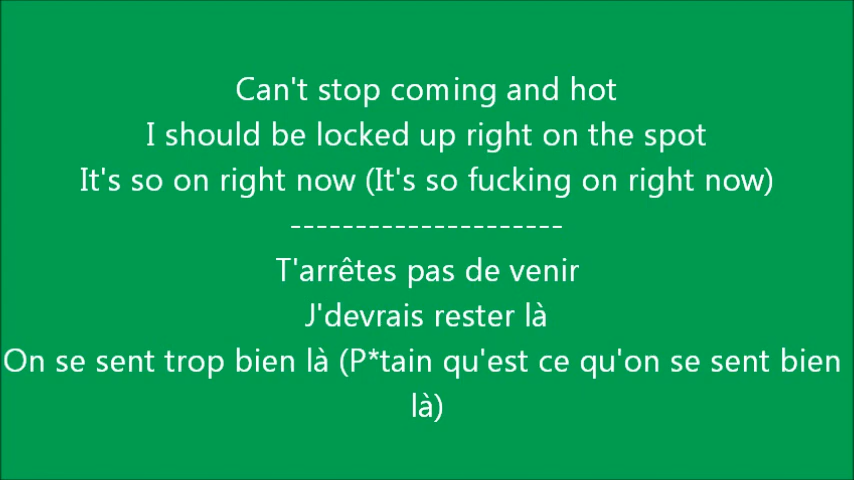 Can't stop coming and hot
I should be locked up right on the spot
It's so on right now (It's so fucking on right now)
---------------------
T'arrêtes pas de venir
J'devrais rester là
On se sent trop bien là (P*tain qu'est ce qu'on se sent bien
là)